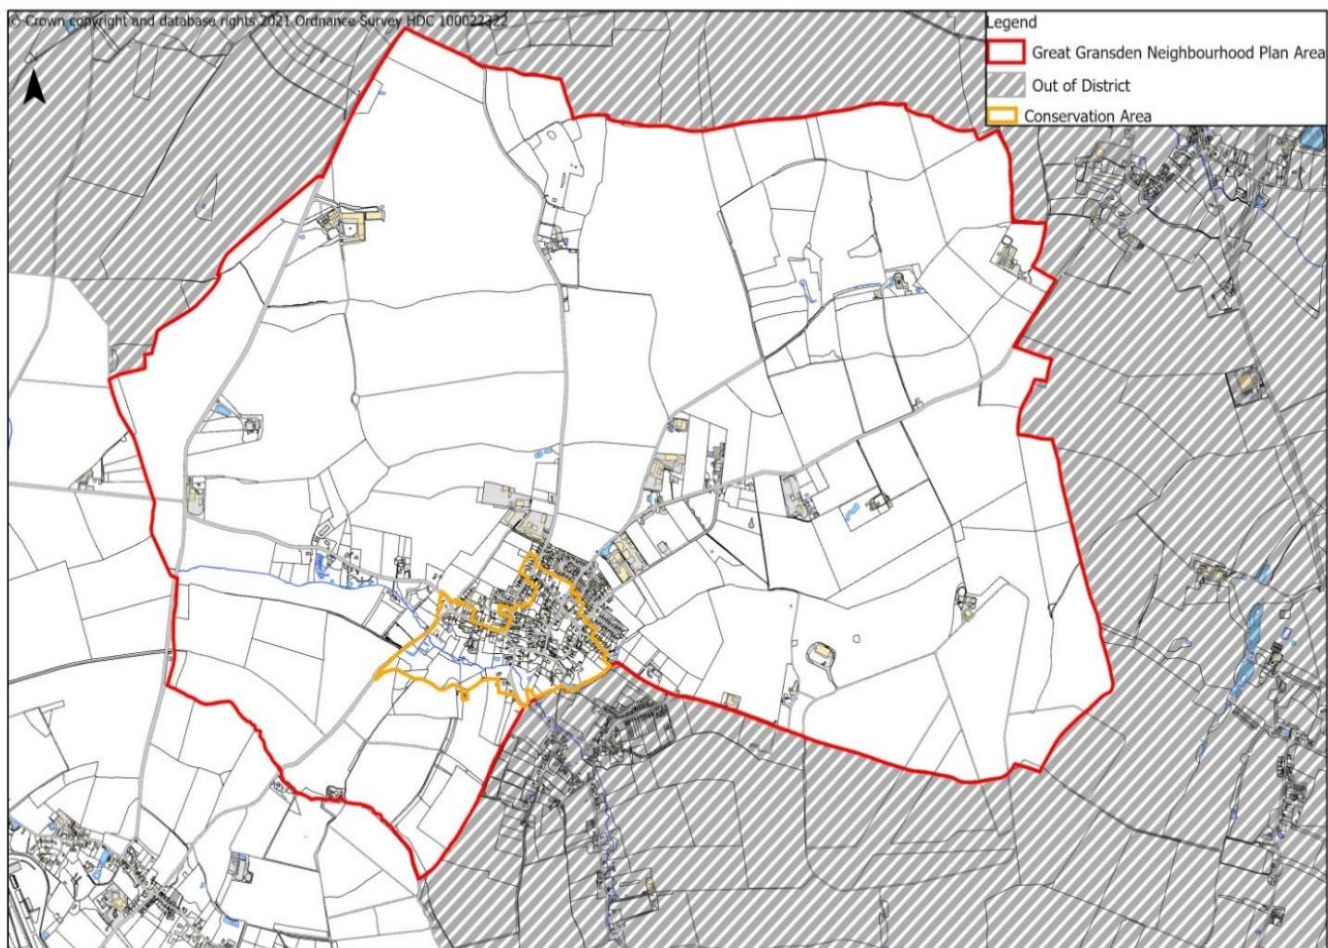 © Crown copyright and database rights 2021 Ordnance Survey HDC 100022322
Legend
Great Gransden Neighbourhood Plan Area
Out of District
Conservation Area